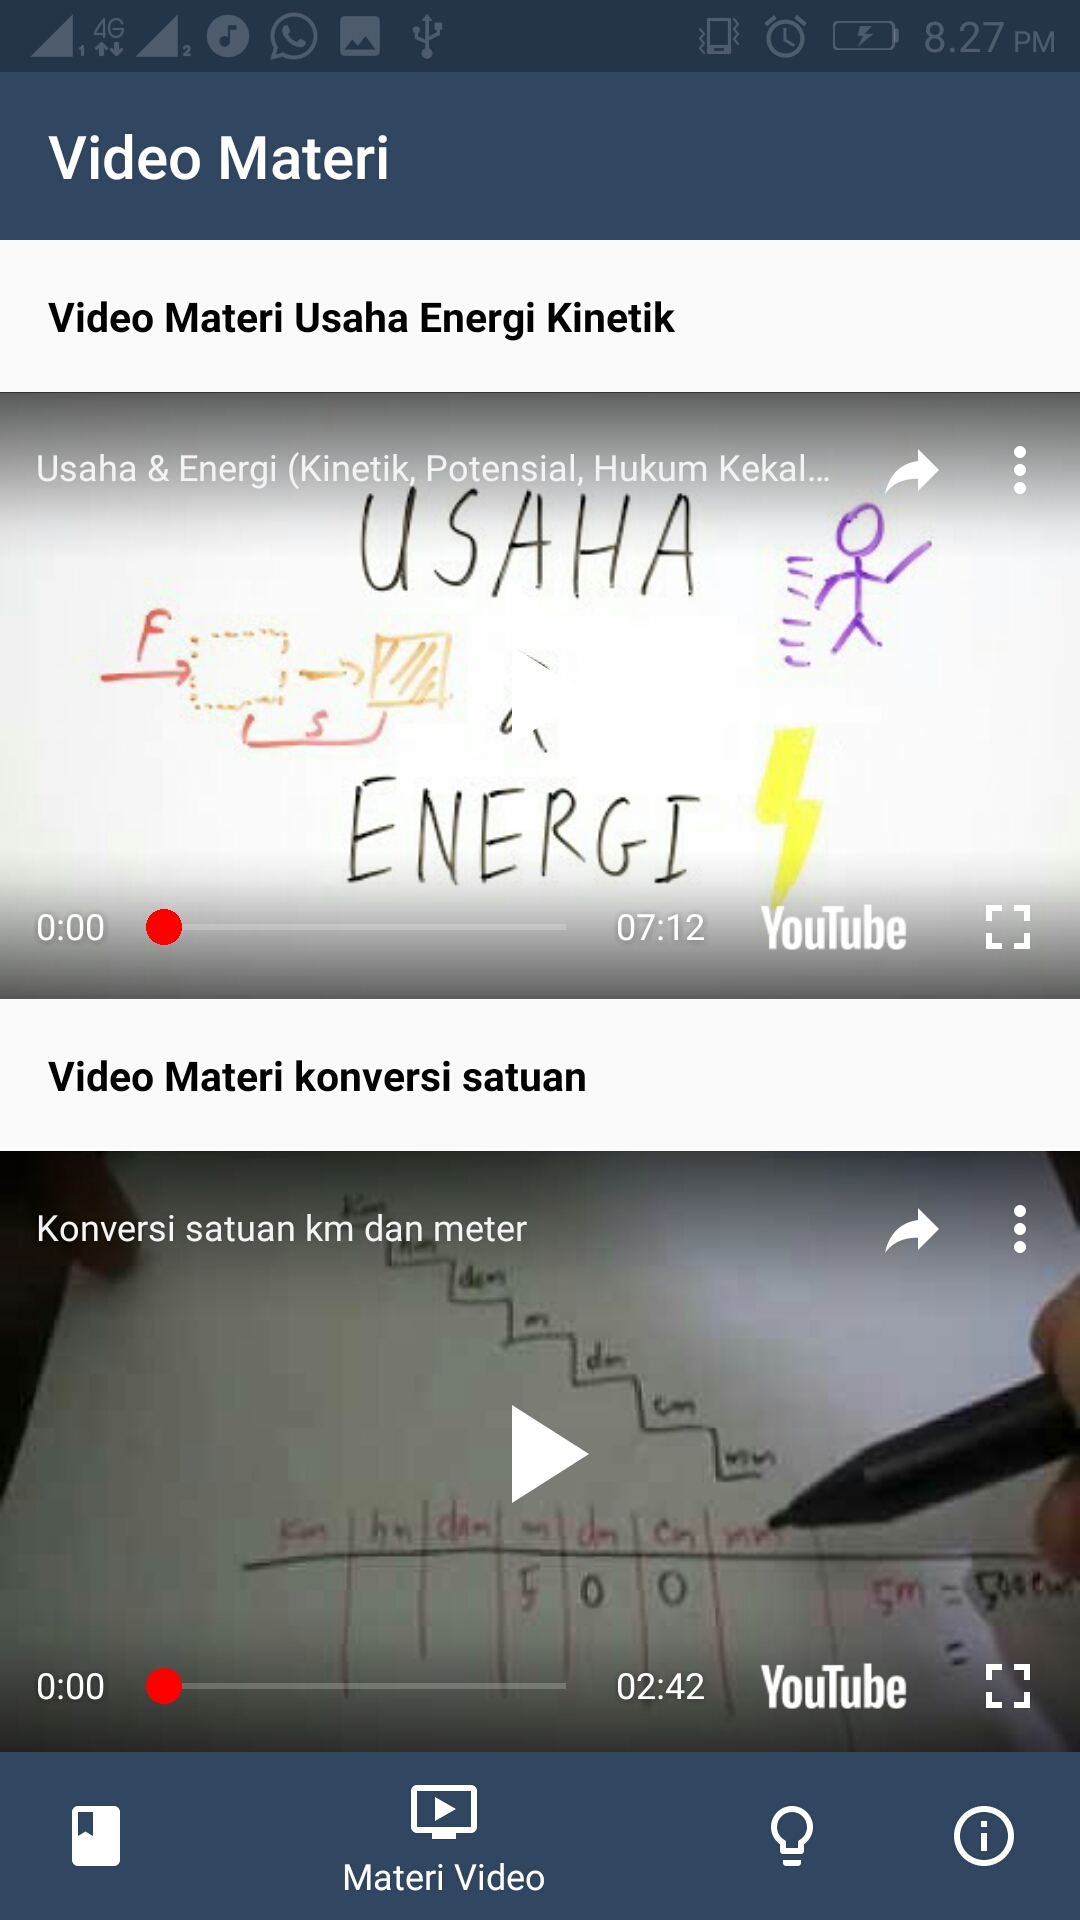 1 4G 2 8.27 PM
Video Materi
Video Materi Usaha Energi Kinetik
Usaha & Energi (Kinetik, Potensial, Hukum Kekal...
USAHA
F
S
&
ENERGI
0:00 07:12 YouTube
Video Materi konversi satuan
Konversi satuan km dan meter
Km
hm
dam
m
dm
cm
mm
Km hm dam m dm cm mm
5 0 0 5m = 500cm
=
0:00 02:42 YouTube
Materi Video